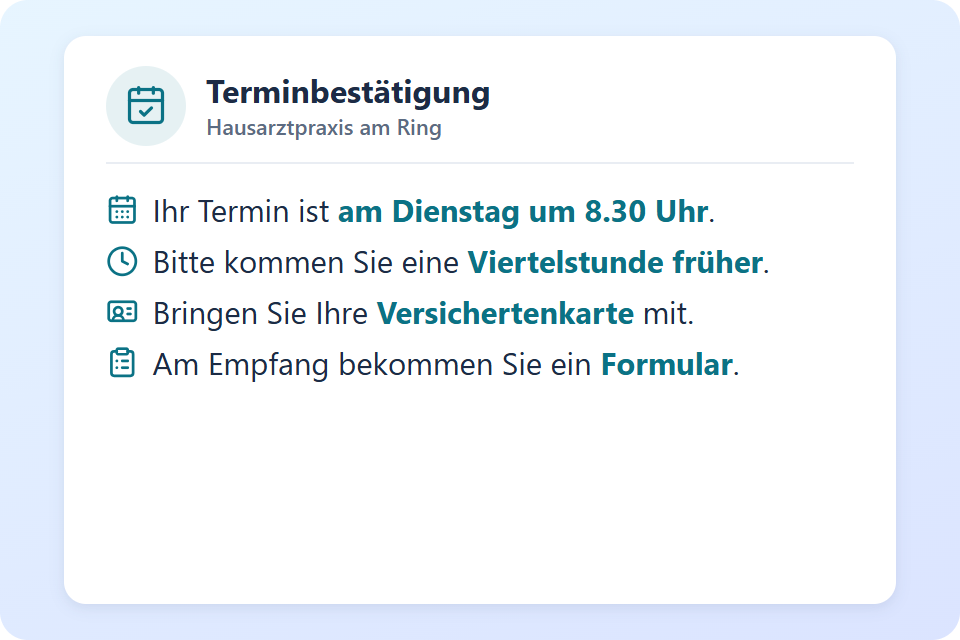 Terminbestätigung
Hausarztpraxis am Ring
Ihr Termin ist am Dienstag um 8.30 Uhr.
Bitte kommen Sie eine Viertelstunde früher.
Bringen Sie Ihre Versichertenkarte mit.
Am Empfang bekommen Sie ein Formular.